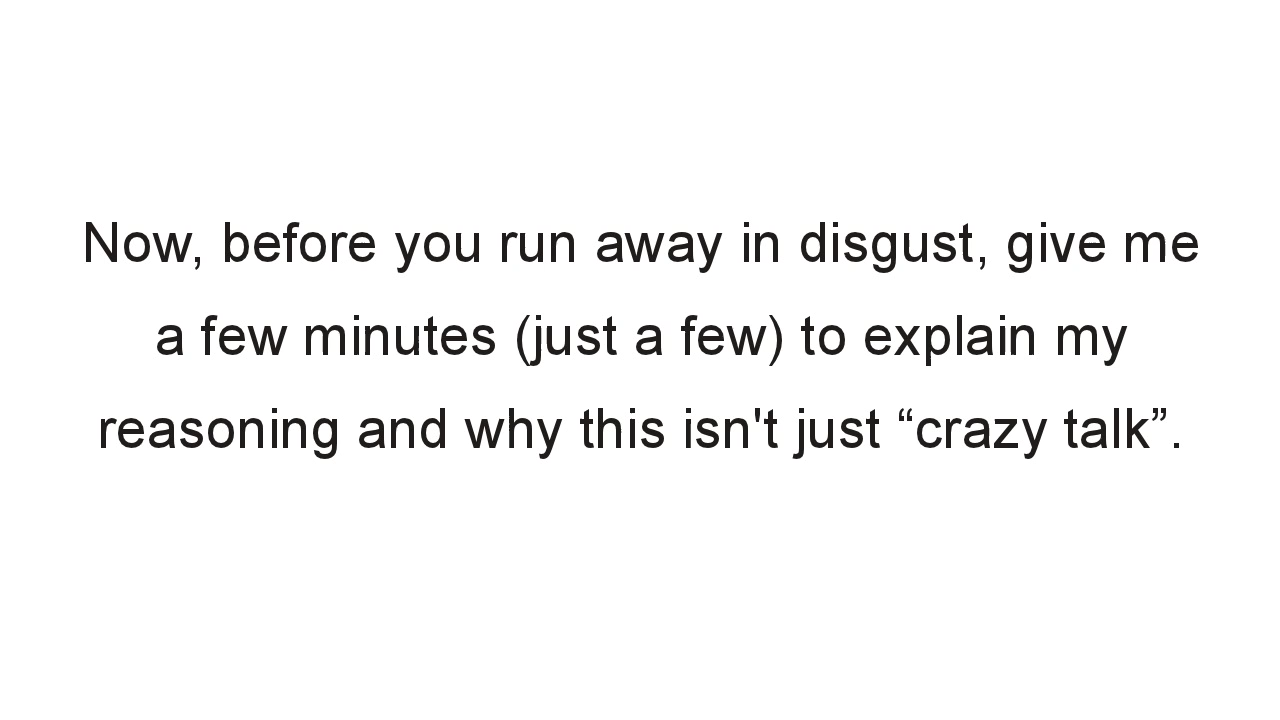 Now, before you run away in disgust, give me
a few minutes (just a few) to explain my
reasoning and why this isn't just “crazy talk”.